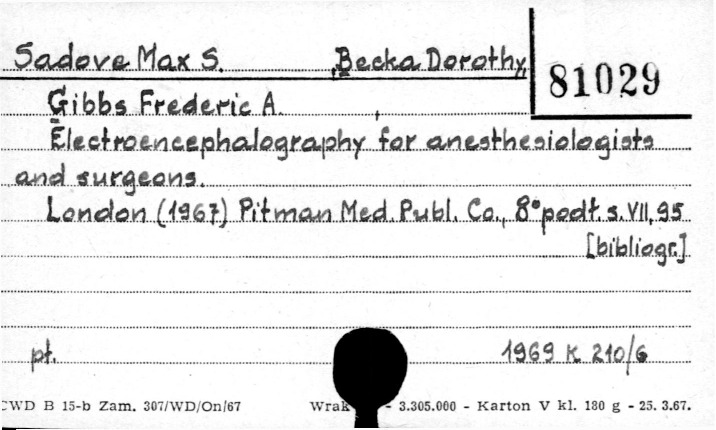 Sadove Max S. , Becka Dorothy,
81029
Gibbs Frederic A.
Electroencephalography for anesthesiologists
and surgeons.
London (1967) Pitman Med. Publ. Co., 8° podł. s. VII, 95
[bibliogr.]
pł. 1969 K 210/6
CWD B 15-b Zam. 307/WD/On/67 Wrak - 3.305.000 - Karton V kl. 180 g - 25. 3.67.